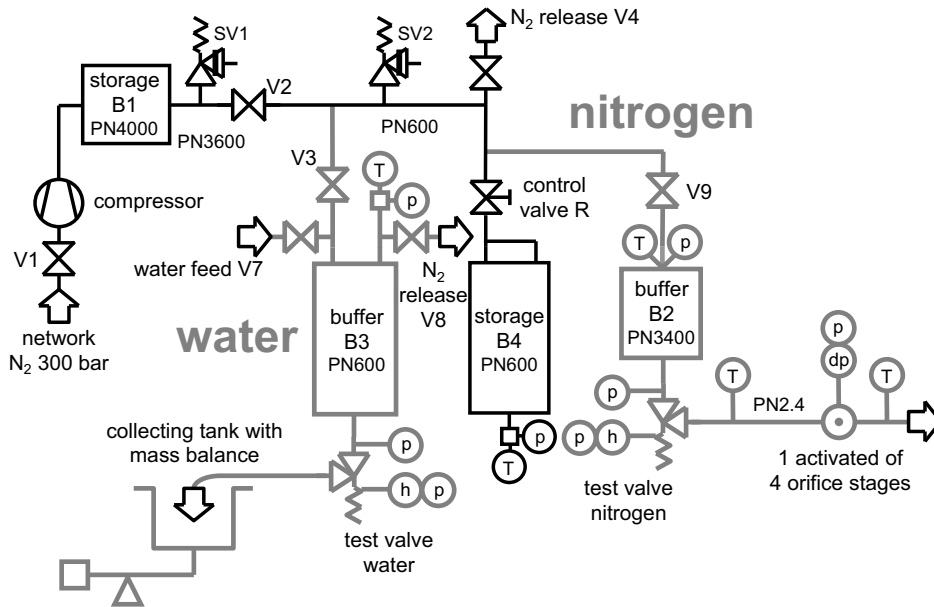 SV1
SV2
N2 release V4
storage
B1
PN4000
V2
PN3600
PN600
nitrogen
V3
T
p
compressor
control
valve R
V9
V1
water feed V7
N2
release
V8
T
p
network
N2 300 bar
water
buffer
B3
PN600
storage
B4
PN600
buffer
B2
PN3400
p
dp
T
T
PN2.4
p
p
h
collecting tank with
mass balance
p
p
T
h
p
test valve
nitrogen
1 activated of
4 orifice stages
test valve
water